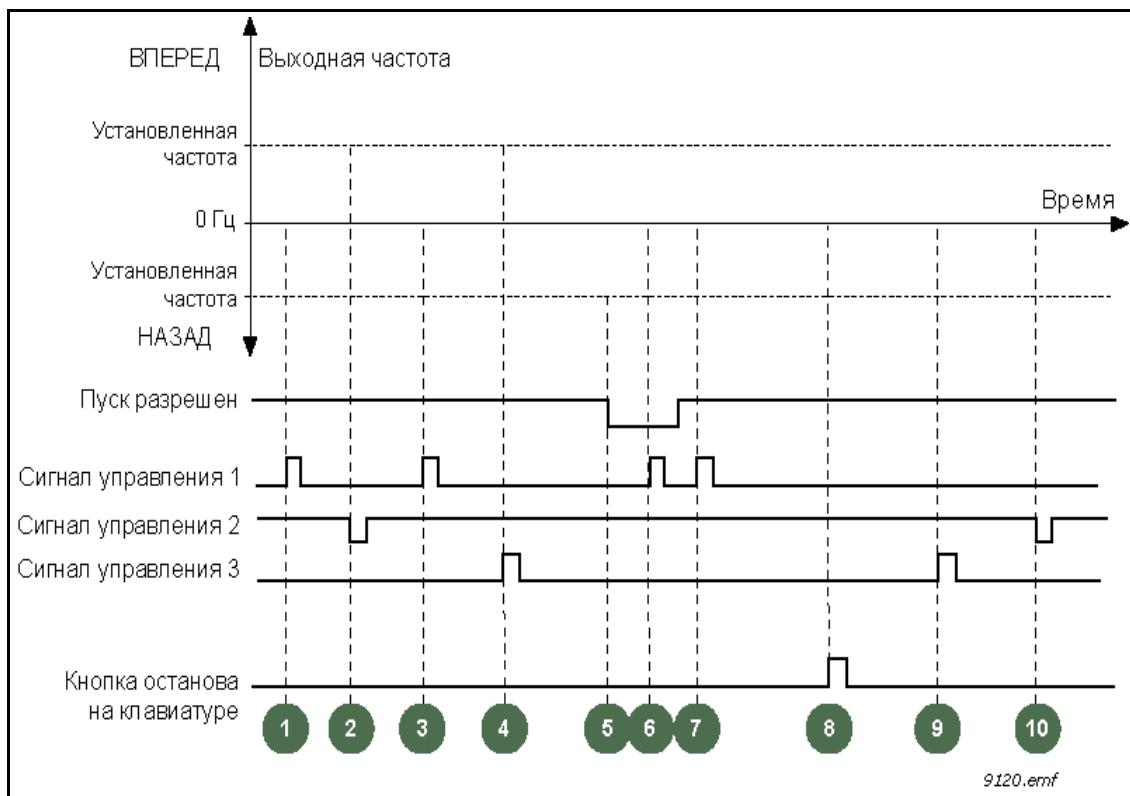 ВПЕРЕД
Выходная частота
Установленная
частота
Время
0 Гц
Установленная
частота
НАЗАД
Пуск разрешен
Сигнал управления 1
Сигнал управления 2
Сигнал управления 3
Кнопка останова
на клавиатуре
1 2 3 4 5 6 7 8 9 10
9120.emf